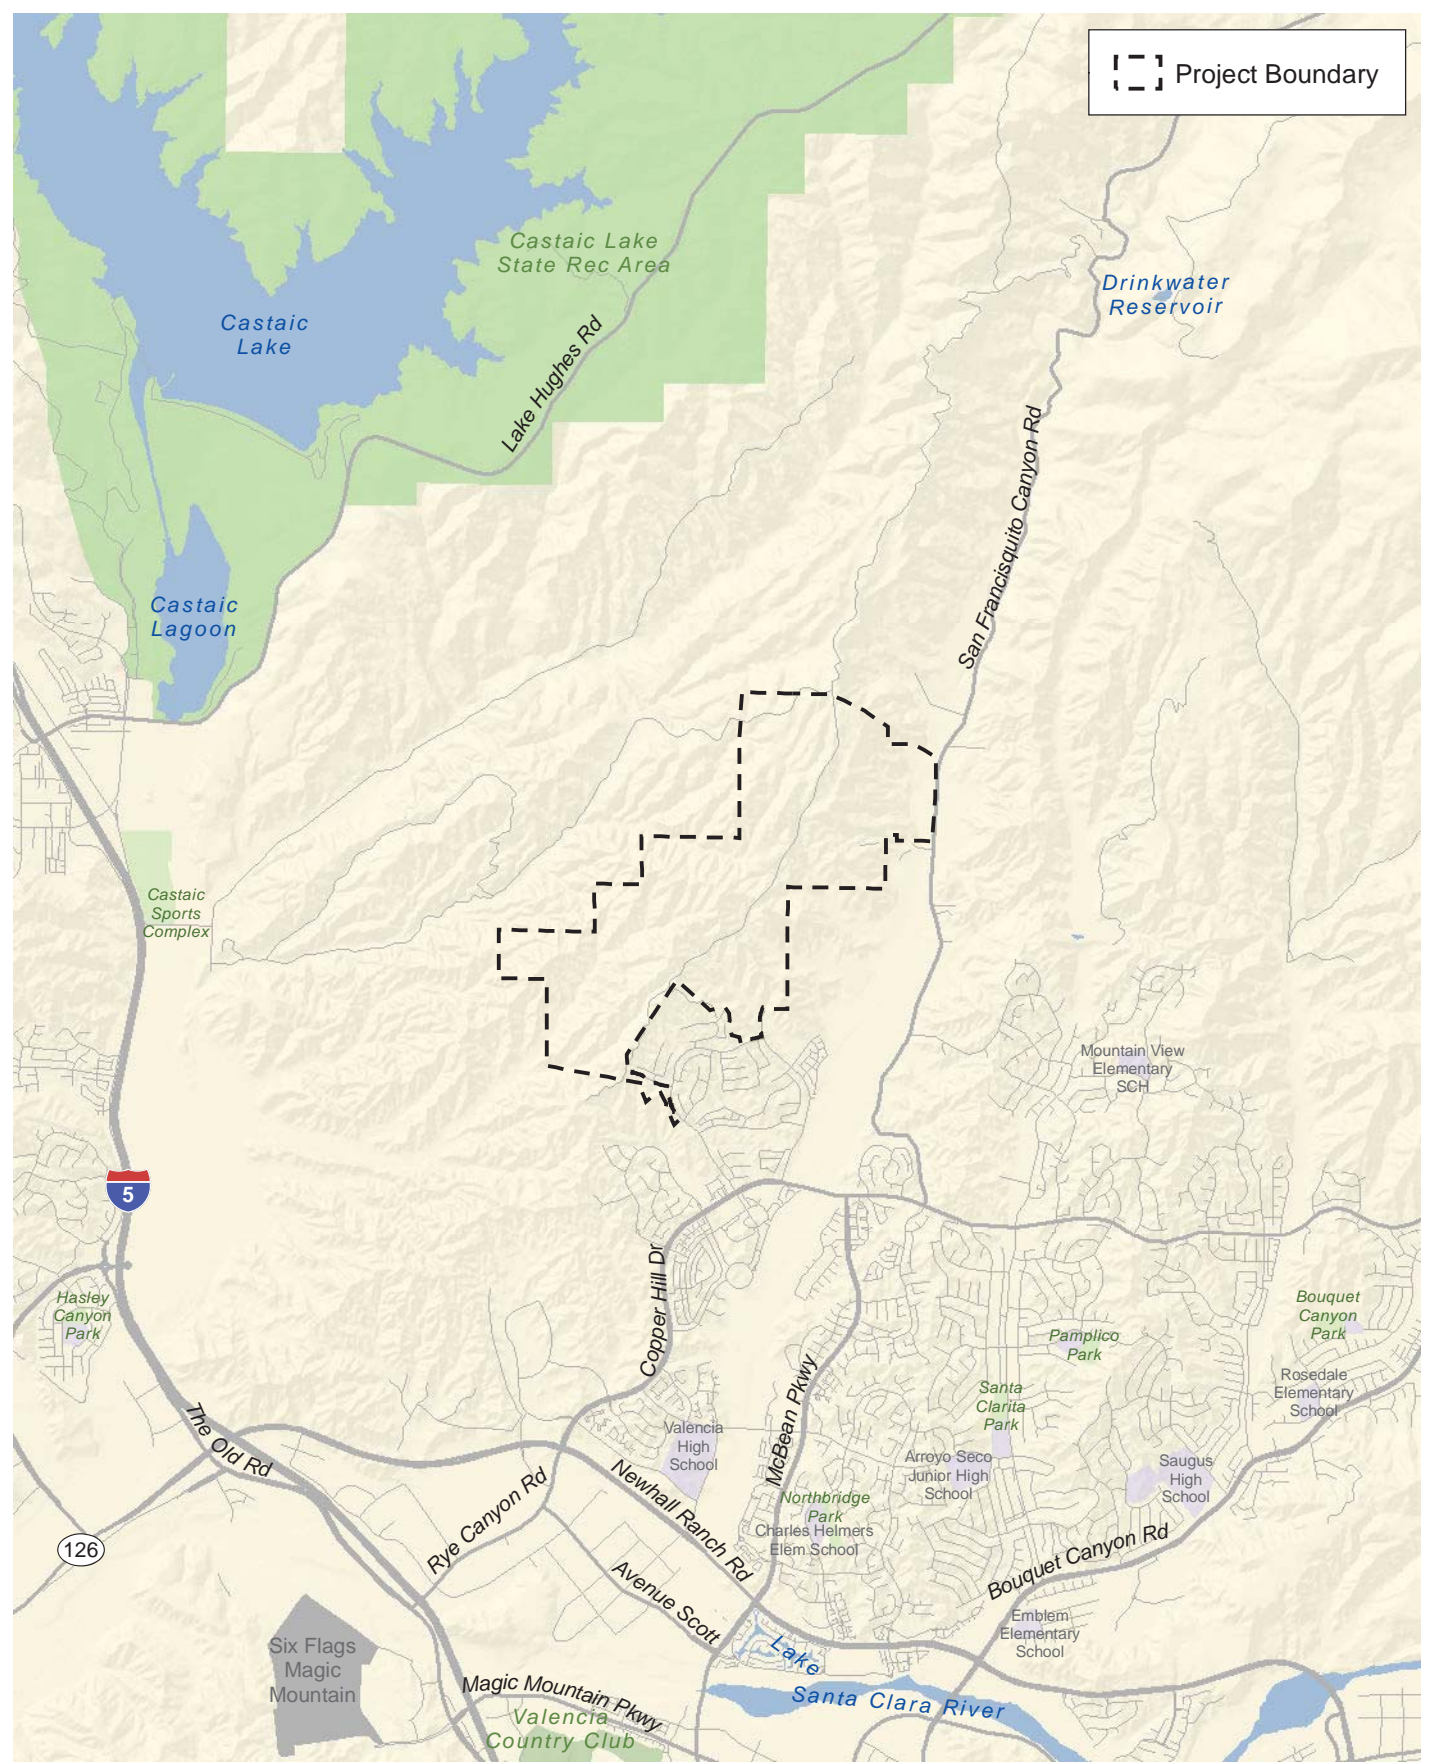 Project Boundary
Castaic Lake
State Rec Area
Drinkwater
Reservoir
Castaic
Lake
Lake Hughes Rd
San Francisquito Canyon Rd
Castaic
Lagoon
Castaic
Sports
Complex
Mountain View
Elementary
SCH
5
Copper Hill Dr
Hasley
Canyon
Park
Bouquet
Canyon
Park
Pamplico
Park
Rosedale
Elementary
School
Santa
Clarita
Park
McBean Pkwy
The Old Rd
Valencia
High
School
Arroyo Seco
Junior High
School
Saugus
High
School
Newhall Ranch Rd
Rye Canyon Rd
Northbridge
Park
Charles Helmers
Elem School
126
Bouquet Canyon Rd
Avenue Scott
Emblem
Elementary
School
Six Flags
Magic
Mountain
Lake
Santa Clara River
Magic Mountain Pkwy
Valencia
Country Club